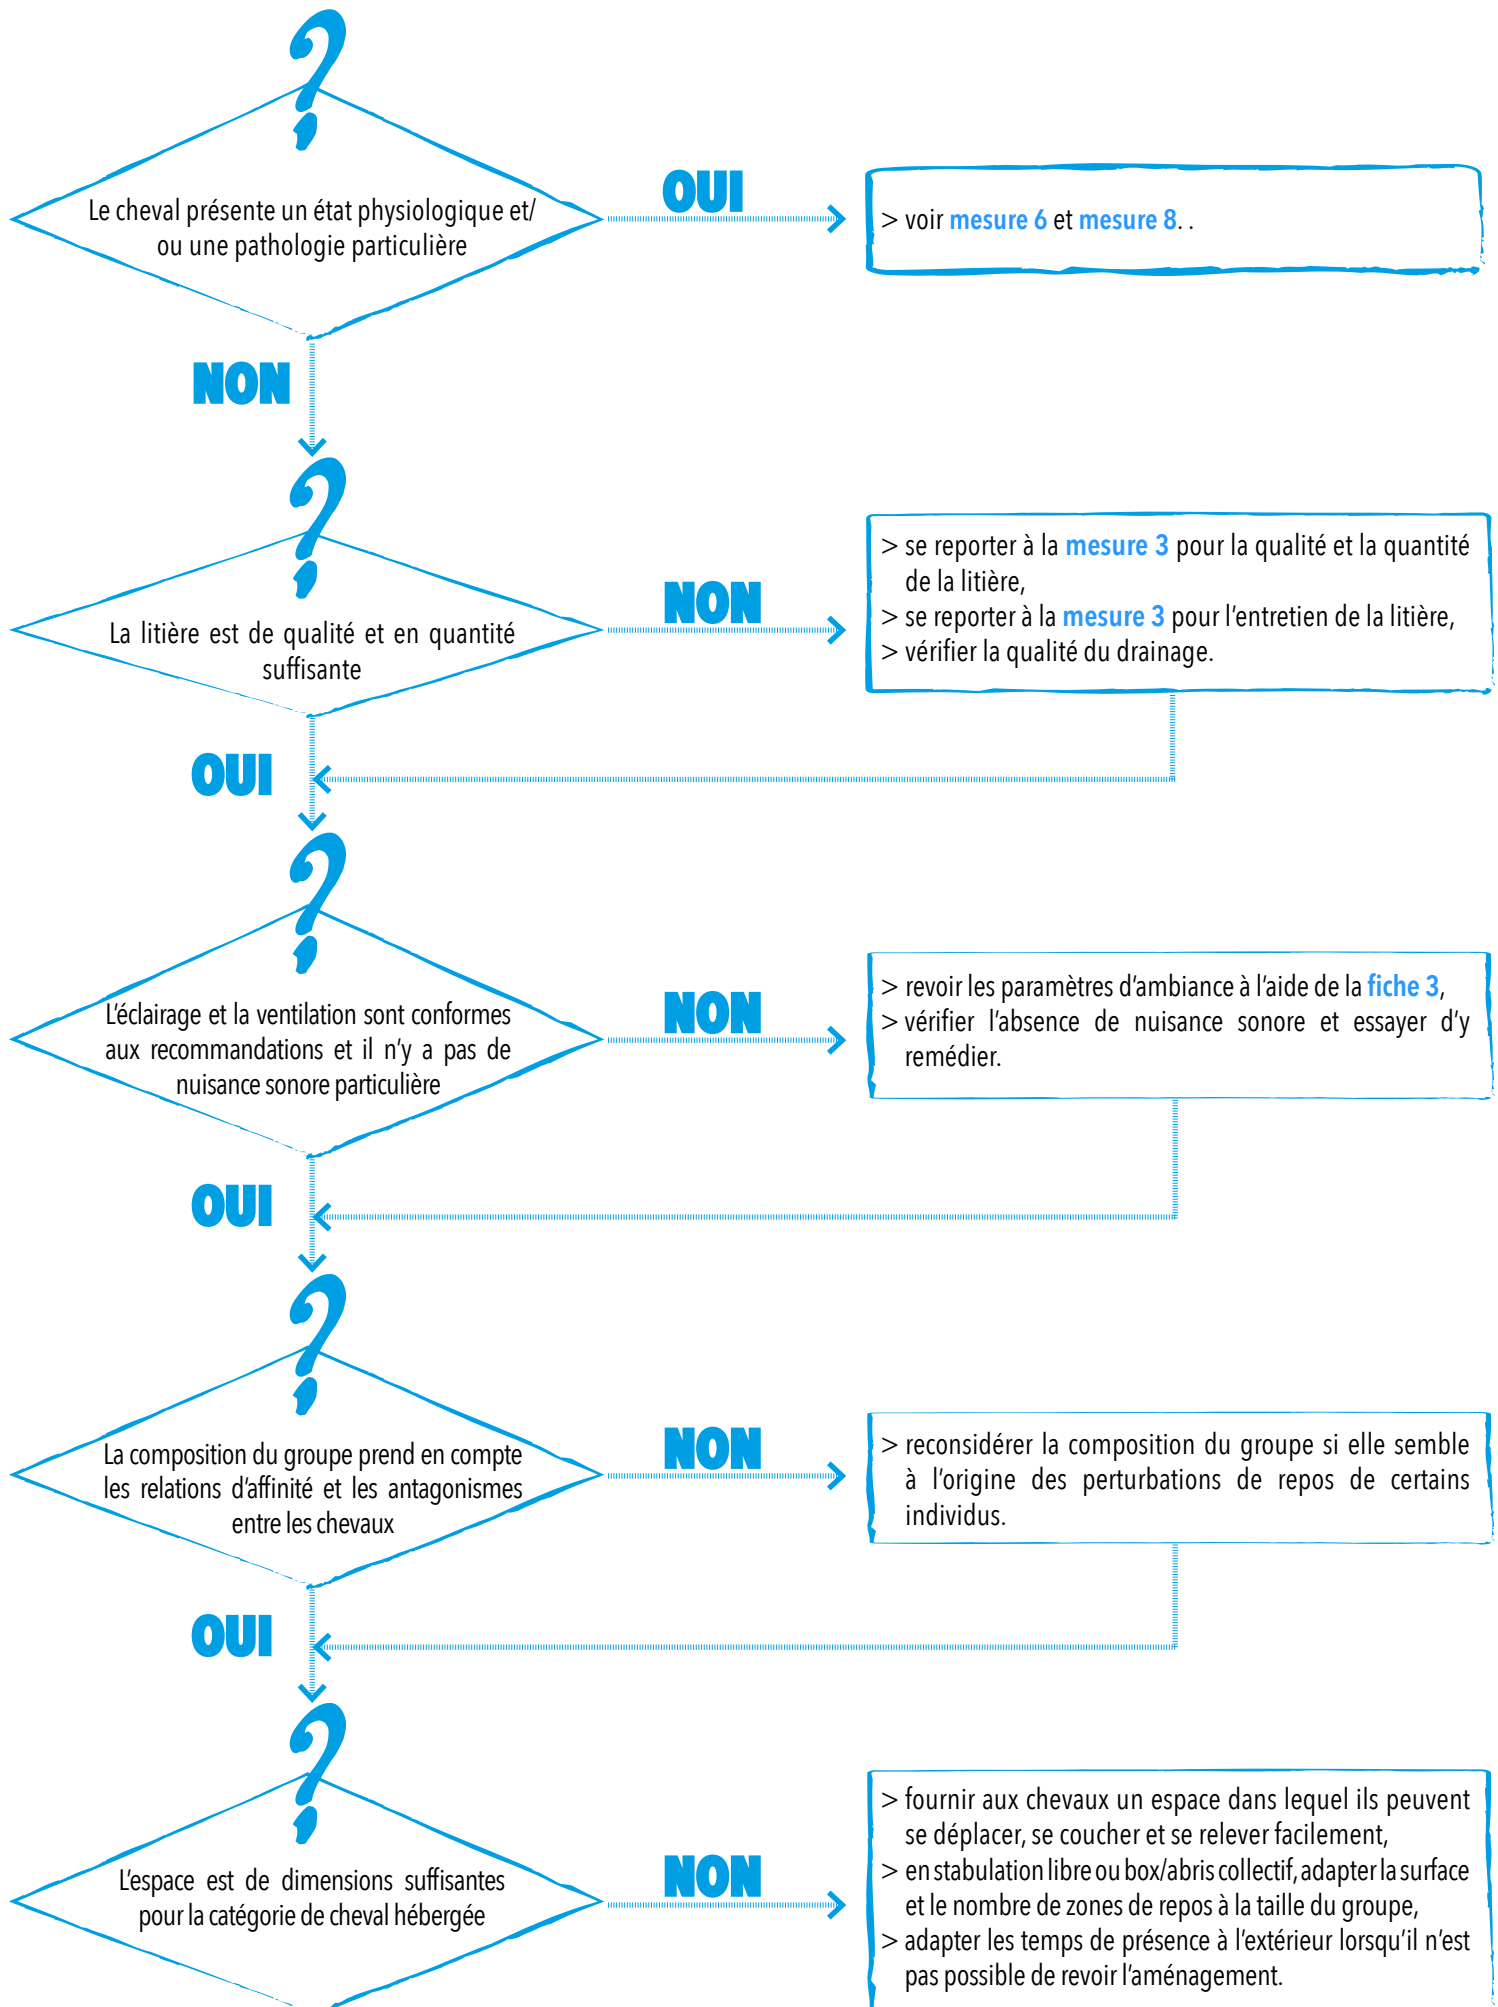 ?
Le cheval présente un état physiologique et/
ou une pathologie particulière
OUI
> voir mesure 6 et mesure 8. .
NON
?
La litière est de qualité et en quantité
suffisante
NON
> se reporter à la mesure 3 pour la qualité et la quantité
de la litière,
> se reporter à la mesure 3 pour l'entretien de la litière,
> vérifier la qualité du drainage.
OUI
?
L'éclairage et la ventilation sont conformes
aux recommandations et il n'y a pas de
nuisance sonore particulière
NON
> revoir les paramètres d'ambiance à l'aide de la fiche 3,
> vérifier l'absence de nuisance sonore et essayer d'y
remédier.
OUI
?
La composition du groupe prend en compte
les relations d'affinité et les antagonismes
entre les chevaux
NON
> reconsidérer la composition du groupe si elle semble
à l'origine des perturbations de repos de certains
individus.
OUI
?
L'espace est de dimensions suffisantes
pour la catégorie de cheval hébergée
NON
> fournir aux chevaux un espace dans lequel ils peuvent
se déplacer, se coucher et se relever facilement,
> en stabulation libre ou box/abris collectif, adapter la surface
et le nombre de zones de repos à la taille du groupe,
> adapter les temps de présence à l'extérieur lorsqu'il n'est
pas possible de revoir l'aménagement.